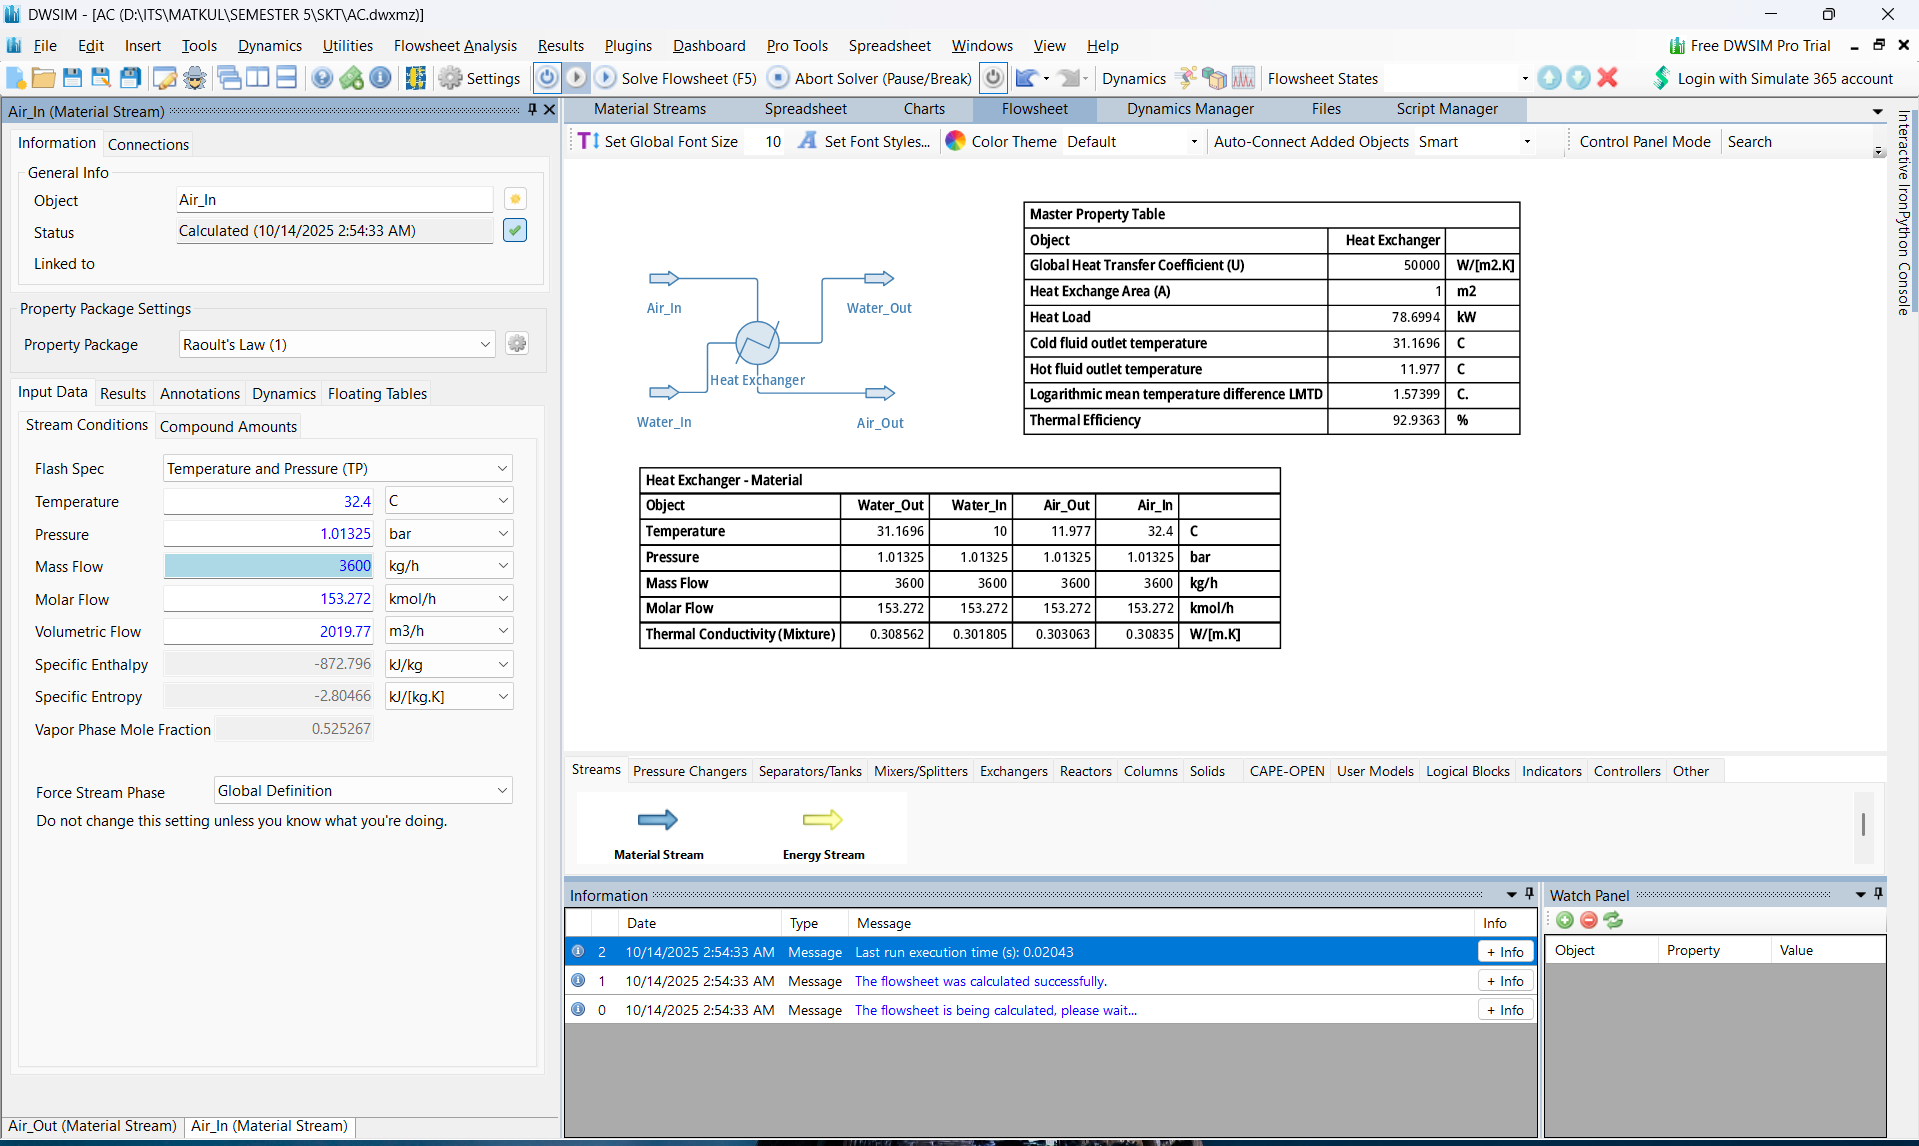 DWSIM - [AC (D:\ITS\MATKUL\SEMESTER 5\SKT\AC.dwxmz)]
File Edit Insert Tools Dynamics Utilities Flowsheet Analysis Results Plugins Dashboard Pro Tools Spreadsheet Windows View Help Free DWSIM Pro Trial
Settings Solve Flowsheet (F5) Abort Solver (Pause/Break) Dynamics Flowsheet States Login with Simulate 365 account
Air_In (Material Stream)
Information Connections
General Info
Object Air_In
Status Calculated (10/14/2025 2:54:33 AM)
Linked to
Property Package Settings
Property Package Raoult's Law (1)
Input Data Results Annotations Dynamics Floating Tables
Stream Conditions Compound Amounts
Flash Spec Temperature and Pressure (TP)
Temperature 32.4 C
Pressure 1.01325 bar
Mass Flow 3600 kg/h
Molar Flow 153.272 kmol/h
Volumetric Flow 2019.77 m3/h
Specific Enthalpy -872.796 kJ/kg
Specific Entropy -2.80466 kJ/[kg.K]
Vapor Phase Mole Fraction 0.525267
Force Stream Phase Global Definition
Do not change this setting unless you know what you're doing.
Air_Out (Material Stream) Air_In (Material Stream)
Material Streams Spreadsheet Charts Flowsheet Dynamics Manager Files Script Manager
Set Global Font Size 10 Set Font Styles... Color Theme Default Auto-Connect Added Objects Smart Control Panel Mode Search
Interactive IronPython Console
Air_In
Water_Out
Heat Exchanger
Water_In
Air_Out
Master Property Table
Object Heat Exchanger
Global Heat Transfer Coefficient (U) 50000 W/[m2.K]
Heat Exchange Area (A) 1 m2
Heat Load 78.6994 kW
Cold fluid outlet temperature 31.1696 C
Hot fluid outlet temperature 11.977 C
Logarithmic mean temperature difference LMTD 1.57399 C.
Thermal Efficiency 92.9363 %
Heat Exchanger - Material
Object Water_Out Water_In Air_Out Air_In
Temperature 31.1696 10 11.977 32.4 C
Pressure 1.01325 1.01325 1.01325 1.01325 bar
Mass Flow 3600 3600 3600 3600 kg/h
Molar Flow 153.272 153.272 153.272 153.272 kmol/h
Thermal Conductivity (Mixture) 0.308562 0.301805 0.303063 0.30835 W/[m.K]
Streams Pressure Changers Separators/Tanks Mixers/Splitters Exchangers Reactors Columns Solids CAPE-OPEN User Models Logical Blocks Indicators Controllers Other
Material Stream Energy Stream
Information
Date Type Message Info
2 10/14/2025 2:54:33 AM Message Last run execution time (s): 0.02043 + Info
1 10/14/2025 2:54:33 AM Message The flowsheet was calculated successfully. + Info
0 10/14/2025 2:54:33 AM Message The flowsheet is being calculated, please wait... + Info
Watch Panel
Object Property Value